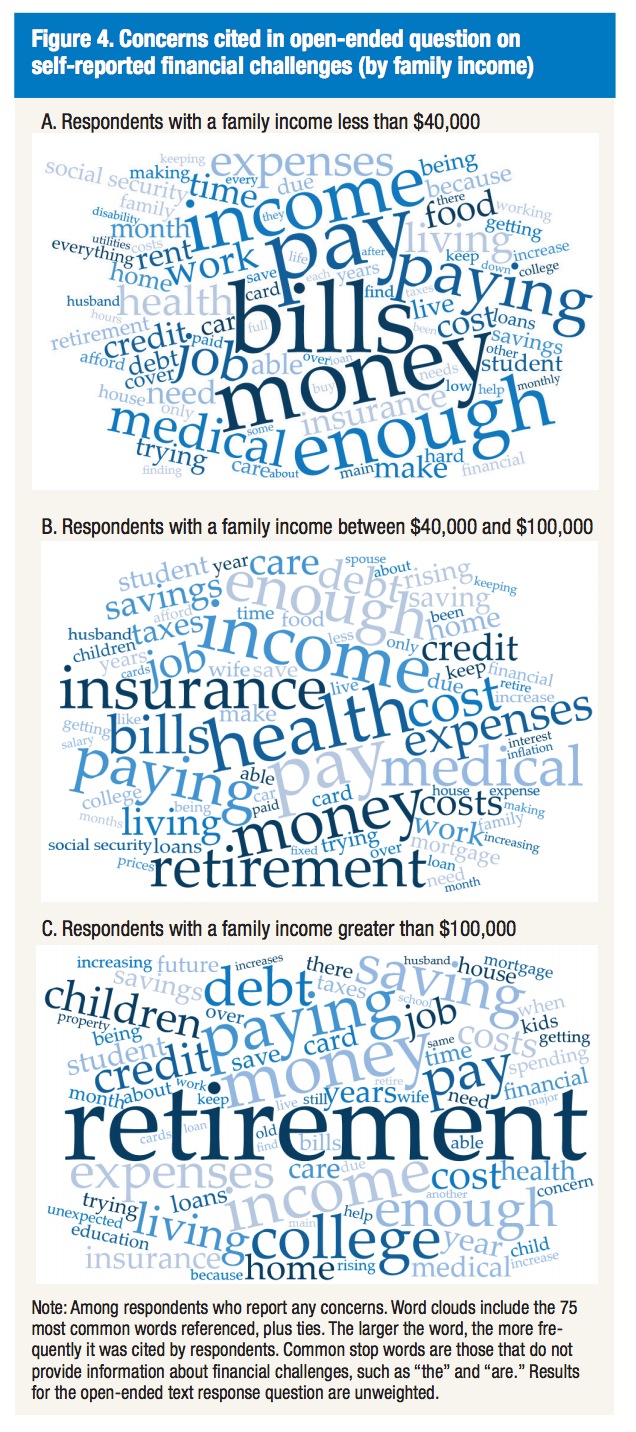 Figure 4. Concerns cited in open-ended question on
self-reported financial challenges (by family income)
A. Respondents with a family income less than $40,000
keeping expenses being
social security making time every due because
family income they there food working
disability month pay living getting
utilities costs rent work life after keep increase
everything home save each years paying down college
husband health card bills find taxes live cost loans
hours car full been savings
retirement credit paid money other
afford debt job able over loan needs student
cover buy low help monthly
house need only some insurance enough
medical trying care about main make hard financial
finding
B. Respondents with a family income between $40,000 and $100,000
student year care spouse about rising keeping
savings enough debt saving
afford time food been home
husband taxes income less only credit
children years job wife save due keep financial
cards insurance live cost retire increase
getting like bills make health expenses
salary paying able pay medical interest inflation
college being car card house expense
months living paid money costs making
social security loans fixed trying over work family increasing
prices retirement mortgage loan need month
C. Respondents with a family income greater than $100,000
increasing future increases there saving husband house mortgage
savings debt taxes school when
children over paying job kids
property being same costs getting
student credit save card money time spending
month about work keep retire pay financial
live still years wife need major
retirement
cards loan old find bills able
expenses care due cost health
income another concern
trying loans help enough
unexpected living main college year child
education insurance home rising medical increase
because
Note: Among respondents who report any concerns. Word clouds include the 75
most common words referenced, plus ties. The larger the word, the more fre-
quently it was cited by respondents. Common stop words are those that do not
provide information about financial challenges, such as “the” and “are.” Results
for the open-ended text response question are unweighted.